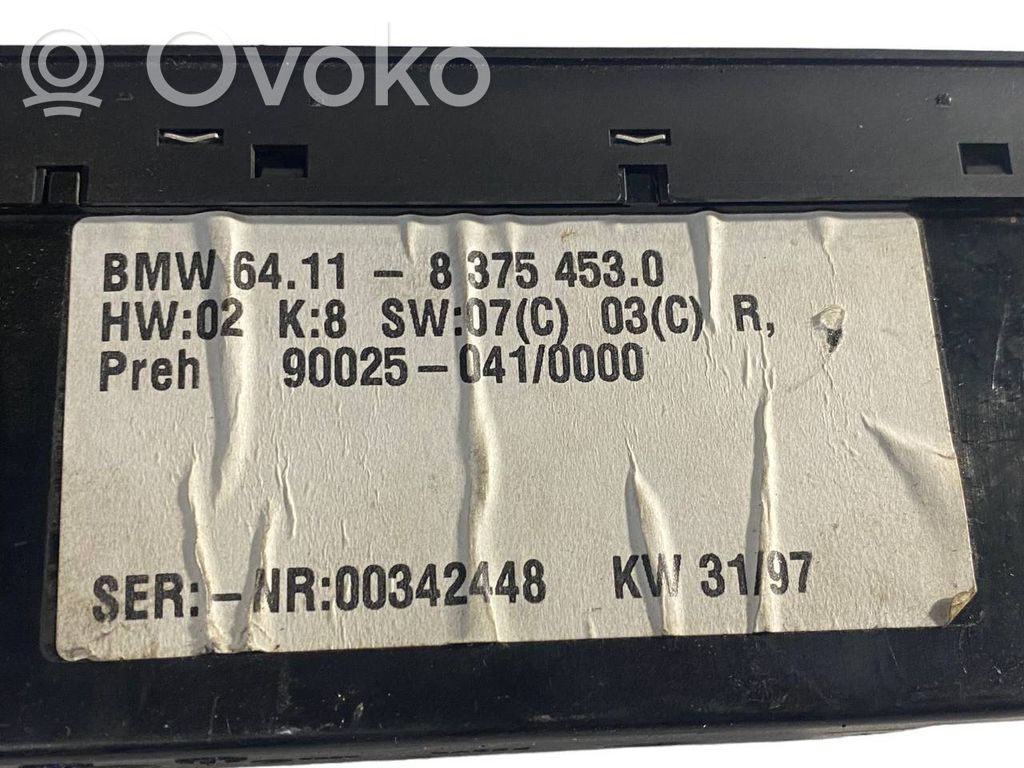 Ovoko
BMW 64.11 - 8 375 453.0
HW:02 K:8 SW:07(C) 03(C) R,
Preh 90025-041/0000
SER:-NR:00342448 KW 31/97